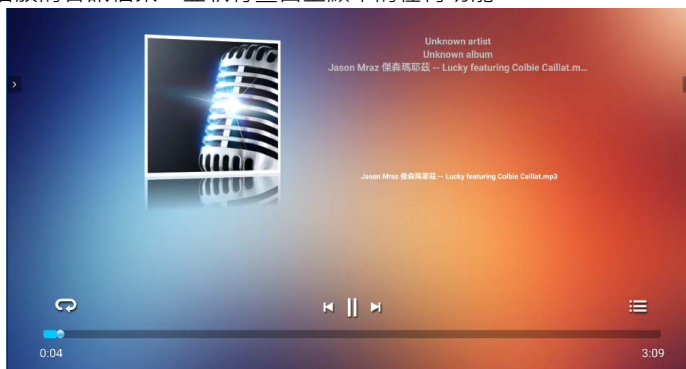 Unknown artist
Unknown album
Jason Mraz 傑森瑪耶茲 -- Lucky featuring Colbie Caillat.m...
Jason Mraz 傑森瑪耶茲 -- Lucky featuring Colbie Caillat.mp3
0:04
3:09